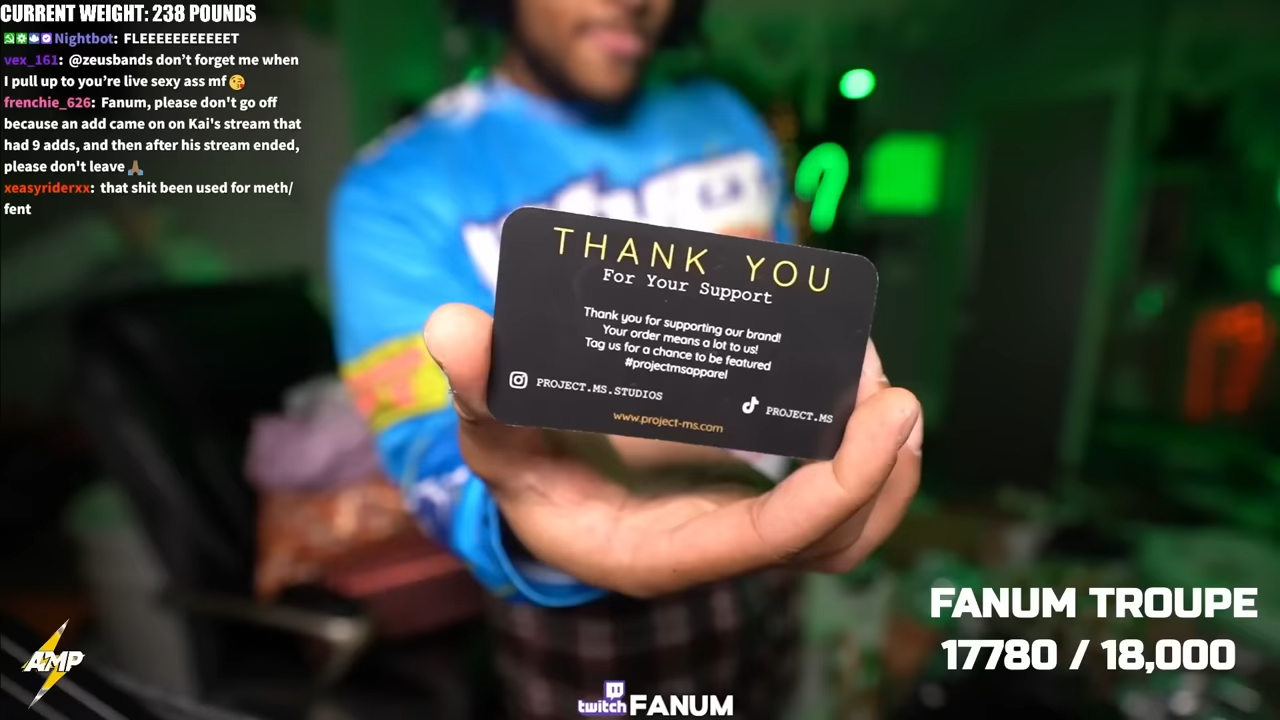 CURRENT WEIGHT: 238 POUNDS
Nightbot: FLEEEEEEEEEEET
vex_161: @zeusbands don’t forget me when
I pull up to you’re live sexy ass mf
frenchie_626: Fanum, please don't go off
because an add came on on Kai's stream that
had 9 adds, and then after his stream ended,
please don't leave
xeasyriderxx: that shit been used for meth/
fent
THANK YOU
For Your Support
Thank you for supporting our brand!
Your order means a lot to us!
Tag us for a chance to be featured
#projectmsapparel
PROJECT.MS.STUDIOS
PROJECT.MS
www.project-ms.com
FANUM TROUPE
17780 / 18,000
AMP
twitch FANUM